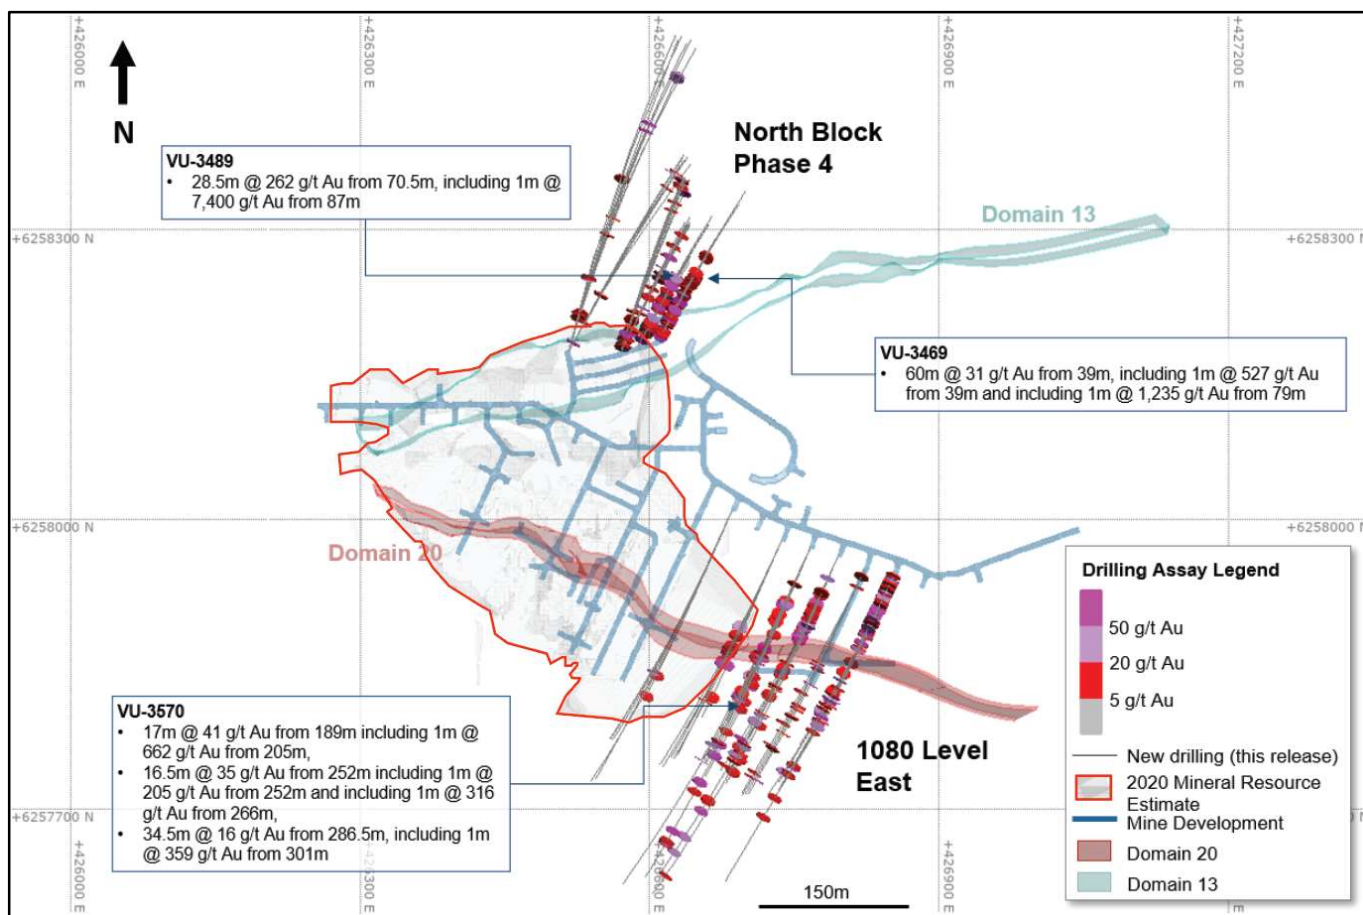 +426000 E
+426300 E
+426600 E
+426900 E
+427200 E
N
North Block
Phase 4
VU-3489
• 28.5m @ 262 g/t Au from 70.5m, including 1m @
7,400 g/t Au from 87m
Domain 13
+6258300 N
+6258300 N
VU-3469
• 60m @ 31 g/t Au from 39m, including 1m @ 527 g/t Au
from 39m and including 1m @ 1,235 g/t Au from 79m
+6258000 N
+6258000 N
Domain 20
Drilling Assay Legend
50 g/t Au
20 g/t Au
5 g/t Au
New drilling (this release)
2020 Mineral Resource
Estimate
Mine Development
Domain 20
Domain 13
VU-3570
• 17m @ 41 g/t Au from 189m including 1m @
662 g/t Au from 205m,
• 16.5m @ 35 g/t Au from 252m including 1m @
205 g/t Au from 252m and including 1m @ 316
g/t Au from 266m,
• 34.5m @ 16 g/t Au from 286.5m, including 1m
@ 359 g/t Au from 301m
1080 Level
East
+6257700 N
+426000 E
+426300 E
+426900 E
150m